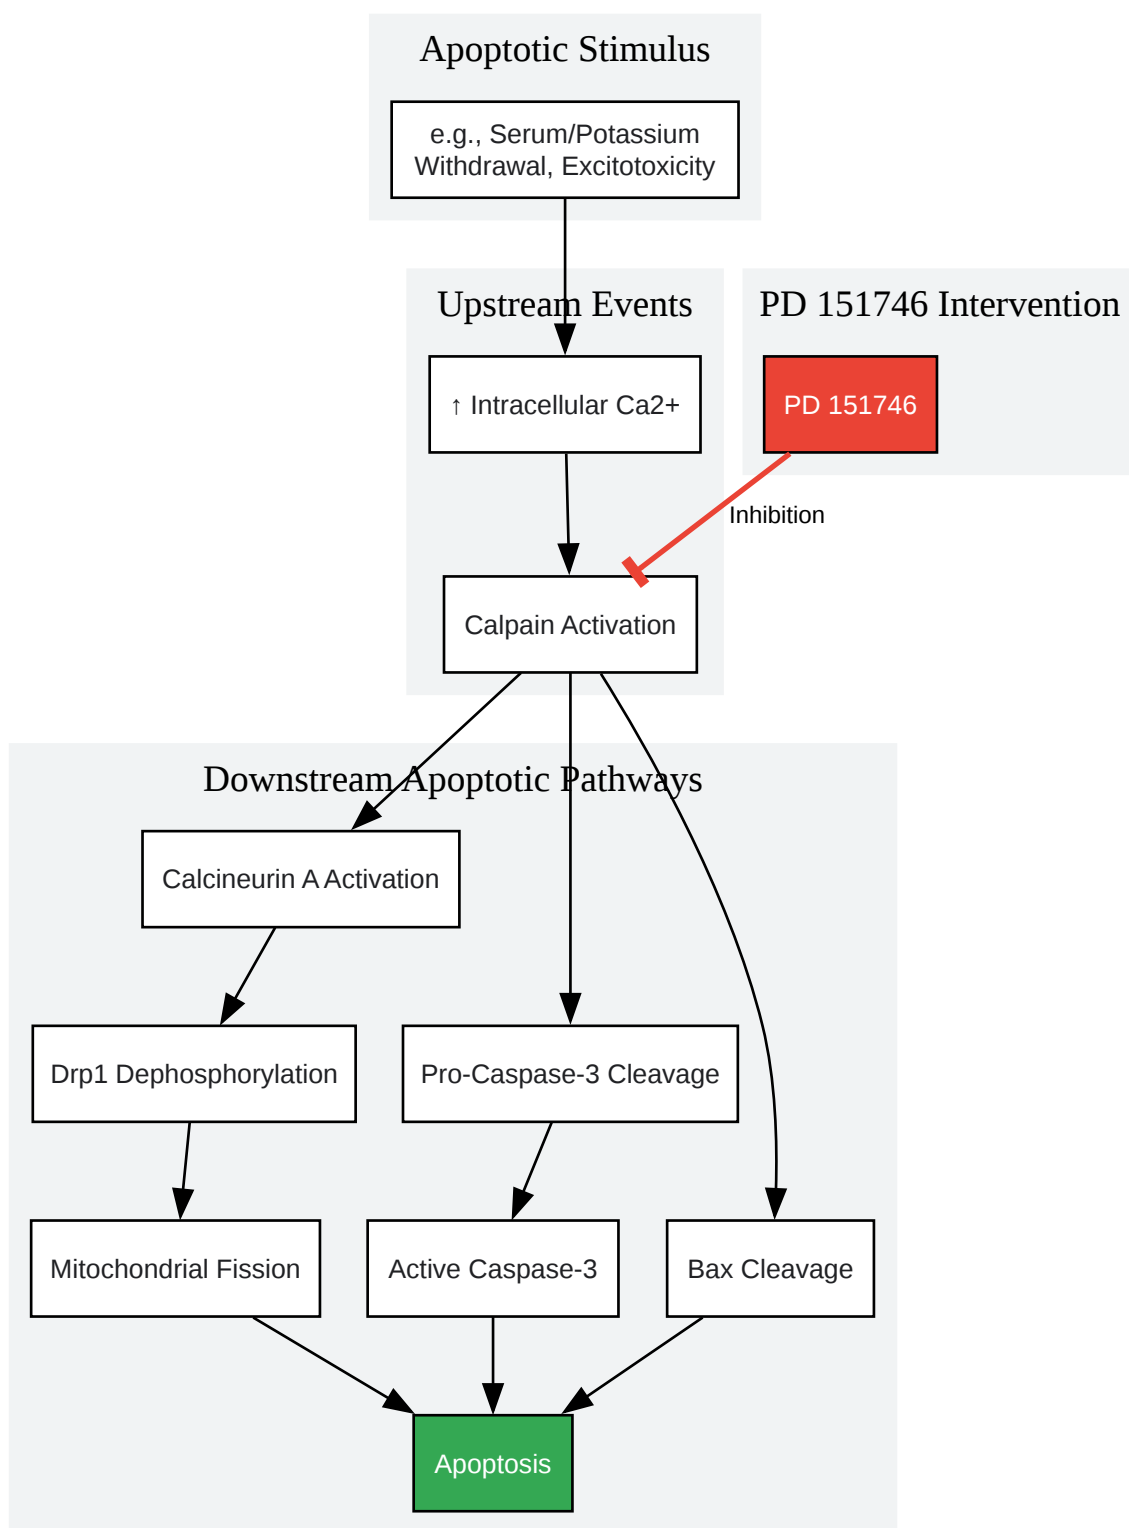 Apoptotic Stimulus
e.g., Serum/Potassium
Withdrawal, Excitotoxicity
Upstream Events
PD 151746 Intervention
↑ Intracellular Ca2+
PD 151746
Inhibition
Calpain Activation
Downstream Apoptotic Pathways
Calcineurin A Activation
Drp1 Dephosphorylation
Pro-Caspase-3 Cleavage
Mitochondrial Fission
Active Caspase-3
Bax Cleavage
Apoptosis